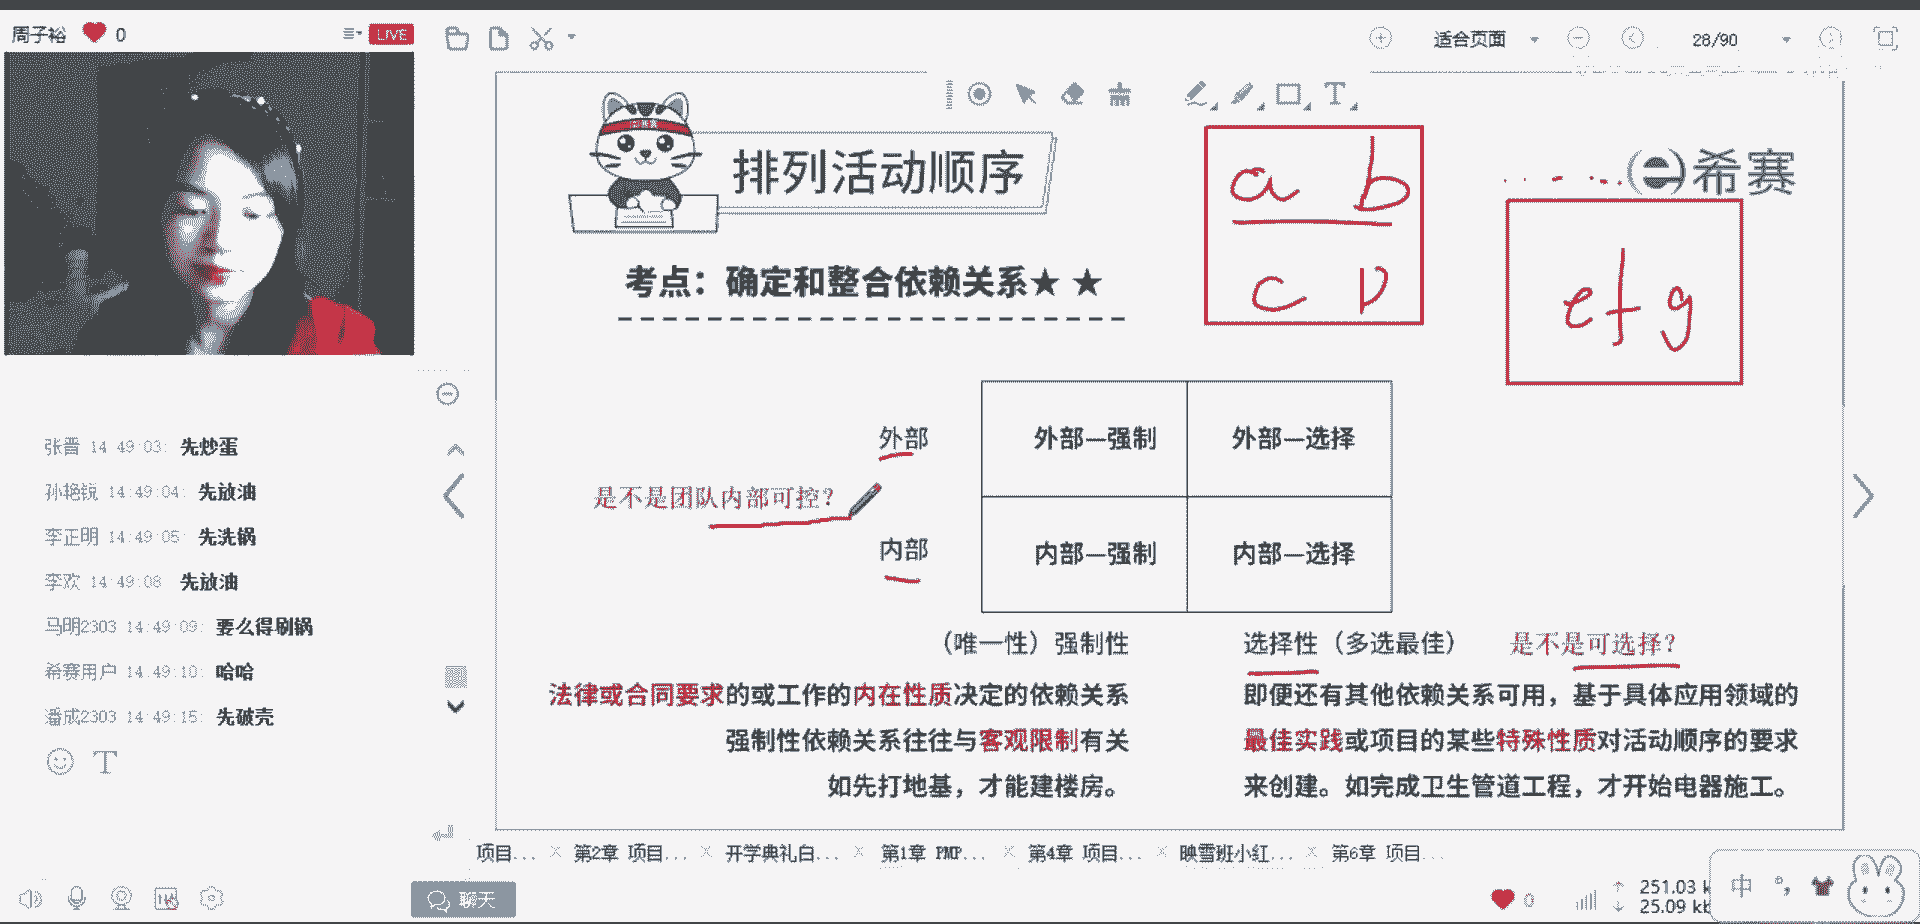 周子裕 0 LIVE
适合页面 28/90
排列活动顺序
希赛
a b
c D
e f g
考点：确定和整合依赖关系★ ★
外部
外部—强制 外部—选择
是不是团队内部可控？
内部
内部—强制 内部—选择
（唯一性）强制性
选择性（多选最佳） 是不是可选择？
法律或合同要求的或工作的内在性质决定的依赖关系
强制性依赖关系往往与客观限制有关
如先打地基，才能建楼房。
即便还有其他依赖关系可用，基于具体应用领域的
最佳实践或项目的某些特殊性质对活动顺序的要求
来创建。如完成卫生管道工程，才开始电器施工。
张晋 14:49:03: 先炒蛋
孙艳锐 14:49:04: 先放油
李正明 14:49:05: 先洗锅
李欢 14:49:08 先放油
马明2303 14:49:09: 要么得刷锅
希赛用户 14:49:10: 哈哈
潘成2303 14:49:15: 先破壳
项目... × 第2章 项目... × 开学典礼白... × 第1章 PMP... × 第4章 项目... × 映雪班小红... × 第6章 项目...
聊天
0
↑ 251.03 k
↓ 25.09 kb
中